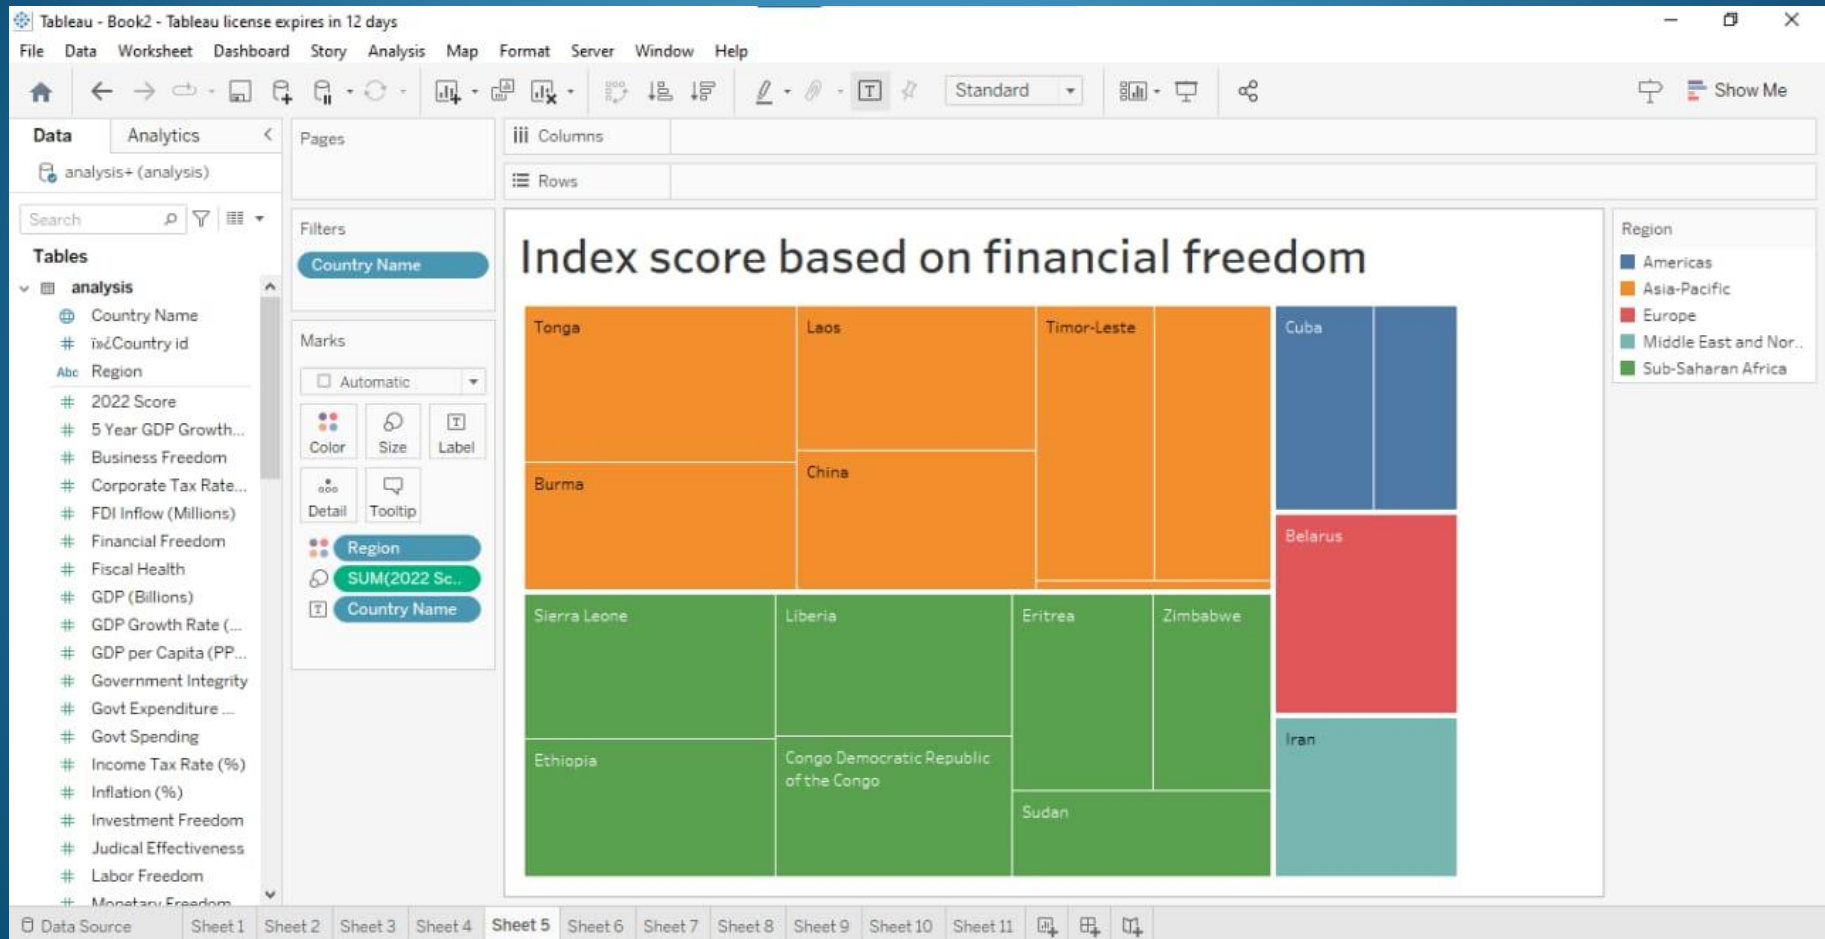 Tableau - Book2 - Tableau license expires in 12 days
File Data Worksheet Dashboard Story Analysis Map Format Server Window Help
Standard
Show Me
Data Analytics
analysis+ (analysis)
Search
Tables
analysis
Country Name
ï»¿Country id
Abc Region
2022 Score
5 Year GDP Growth...
Business Freedom
Corporate Tax Rate...
FDI Inflow (Millions)
Financial Freedom
Fiscal Health
GDP (Billions)
GDP Growth Rate (...
GDP per Capita (PP...
Government Integrity
Govt Expenditure ...
Govt Spending
Income Tax Rate (%)
Inflation (%)
Investment Freedom
Judical Effectiveness
Labor Freedom
Monetary Freedom
Pages
Filters
Country Name
Marks
Automatic
Color Size Label
Detail Tooltip
Region
SUM(2022 Sc..
Country Name
Columns
Rows
Index score based on financial freedom
Tonga
Laos
Timor-Leste
Cuba
Burma
China
Belarus
Sierra Leone
Liberia
Eritrea
Zimbabwe
Ethiopia
Congo Democratic Republic
of the Congo
Sudan
Iran
Region
Americas
Asia-Pacific
Europe
Middle East and Nor..
Sub-Saharan Africa
Data Source Sheet 1 Sheet 2 Sheet 3 Sheet 4 Sheet 5 Sheet 6 Sheet 7 Sheet 8 Sheet 9 Sheet 10 Sheet 11